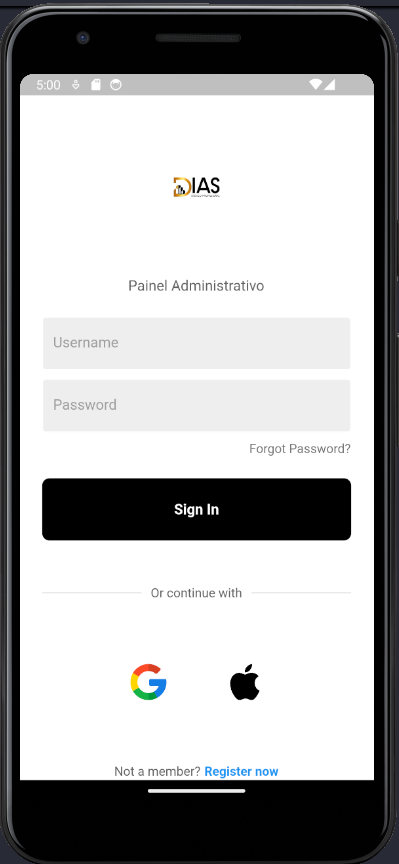 5:00
DIAS
Painel Administrativo
Username
Password
Forgot Password?
Sign In
Or continue with
Not a member? Register now